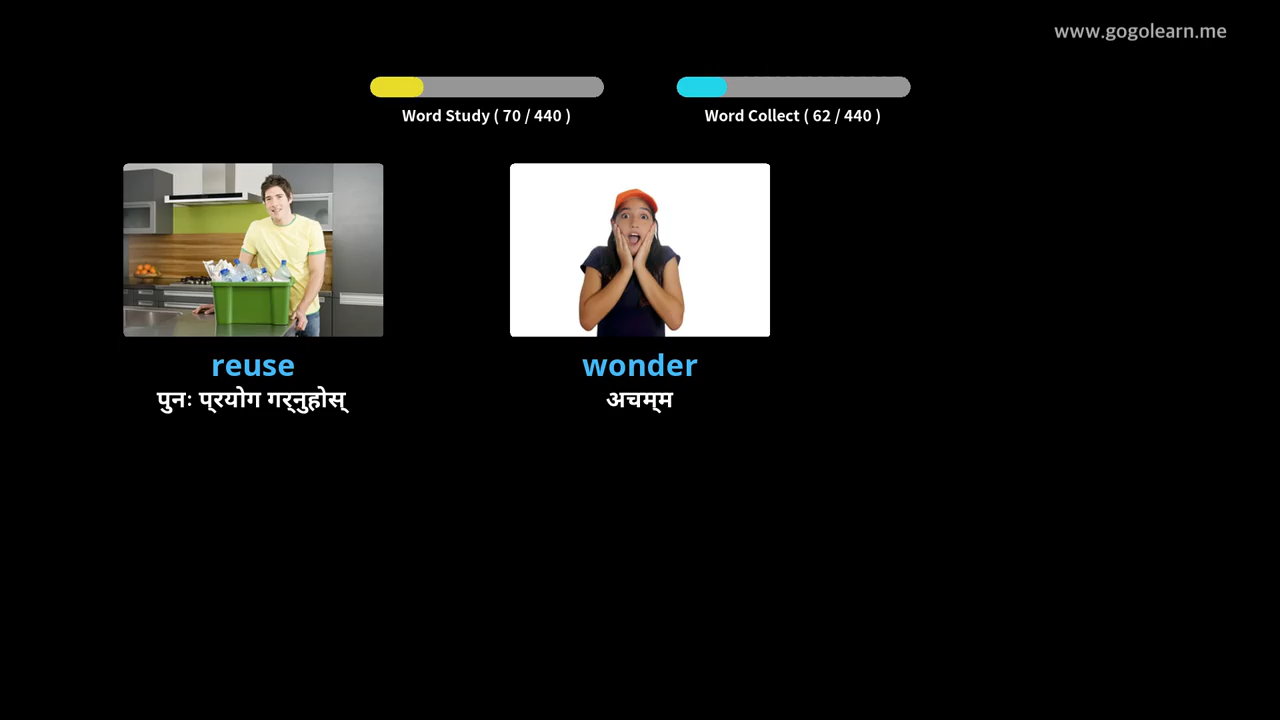 www.gogolearn.me
Word Study ( 70 / 440 )
Word Collect ( 62 / 440 )
reuse
पुनः प्रयोग गर्नुहोस्
wonder
अचम्म